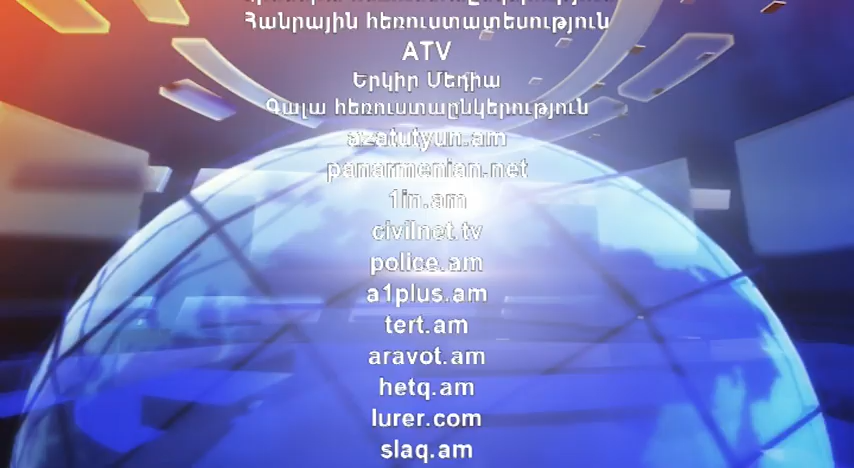 Հանրային հեռուստատեսություն
ATV
Երկիր Մեդիա
Գալա հեռուստաընկերություն
azatutyun.am
panarmenian.net
1in.am
civilnet.tv
police.am
a1plus.am
tert.am
aravot.am
hetq.am
lurer.com
slaq.am